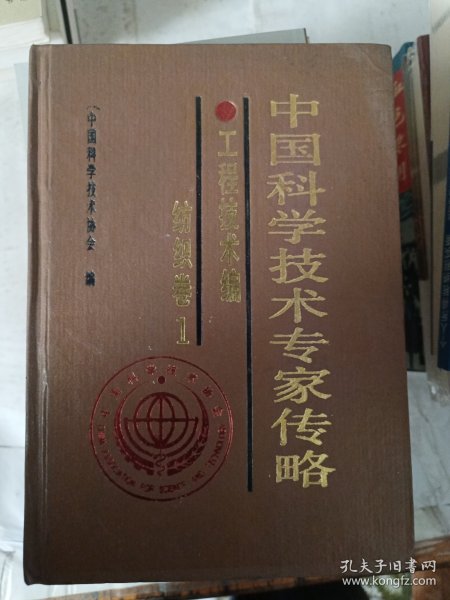 中国科学技术专家传略
工程技术编
纺织卷1
中国科学技术协会 编
孔夫子旧书网
www.kongfz.com